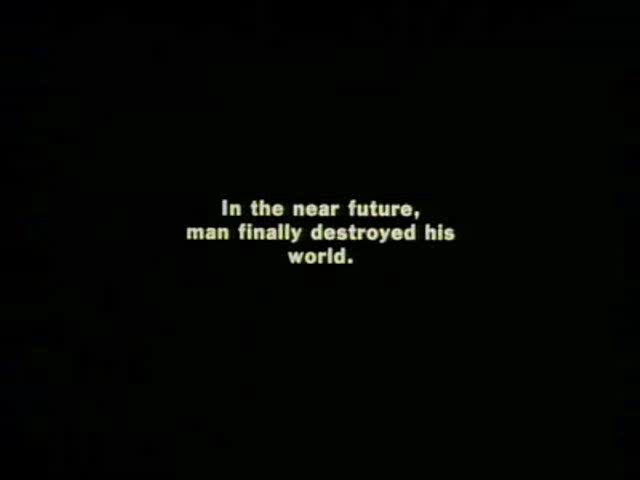 In the near future,
man finally destroyed his
world.